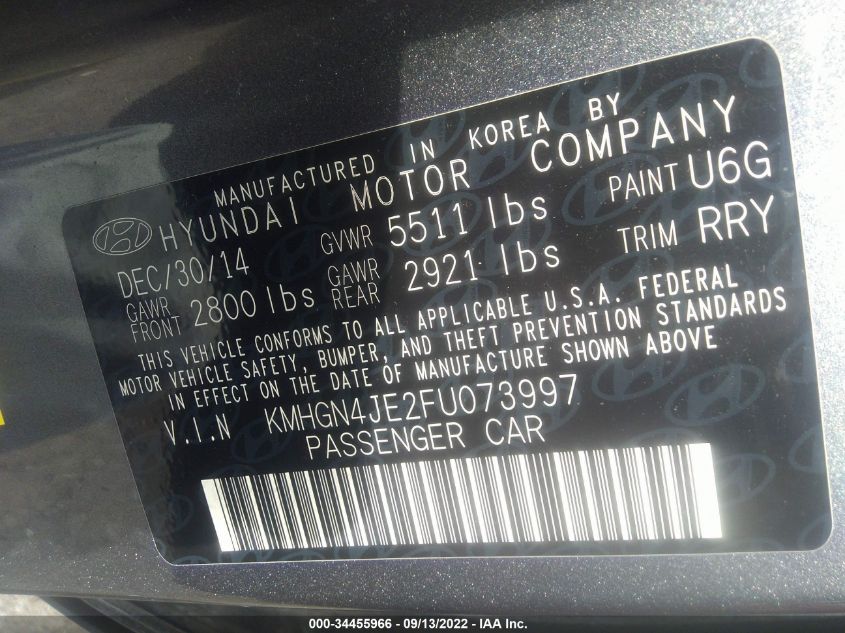 MANUFACTURED IN KOREA BY
HYUNDAI MOTOR COMPANY
DEC/30/14 GVWR 5511 lbs PAINT U6G
GAWR FRONT 2800 lbs GAWR REAR 2921 lbs TRIM RRY
THIS VEHICLE CONFORMS TO ALL APPLICABLE U.S.A. FEDERAL
MOTOR VEHICLE SAFETY, BUMPER, AND THEFT PREVENTION STANDARDS
IN EFFECT ON THE DATE OF MANUFACTURE SHOWN ABOVE
V.I.N KMHGN4JE2FU073997
PASSENGER CAR
000-34455966 - 09/13/2022 - IAA Inc.